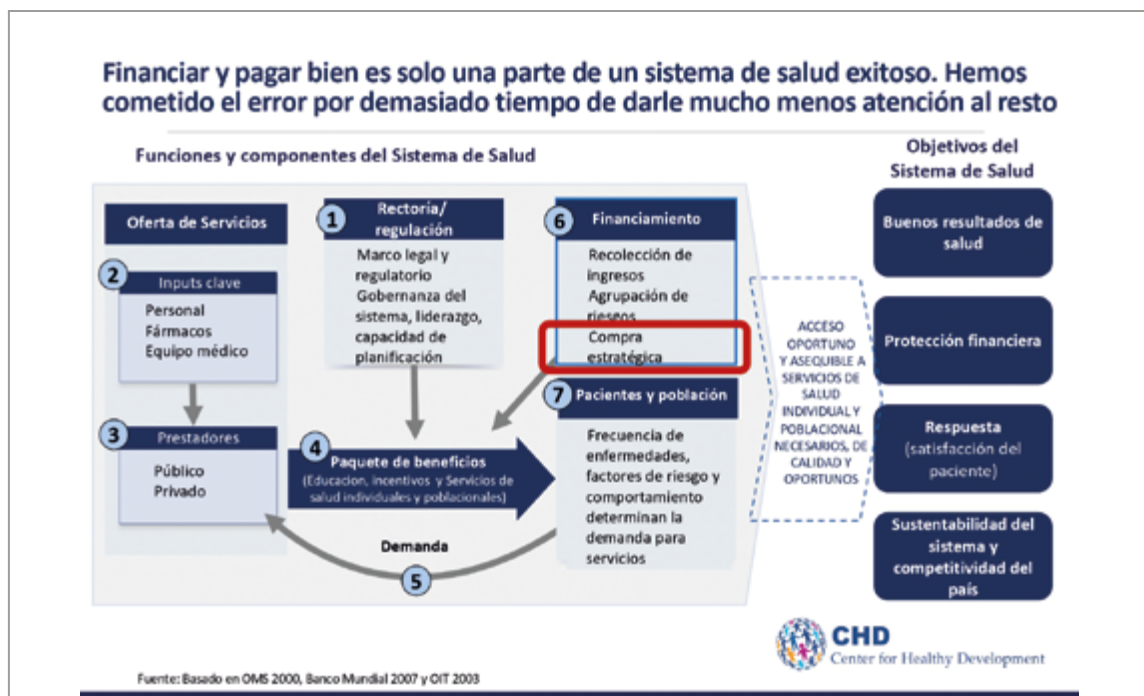 Financiar y pagar bien es solo una parte de un sistema de salud exitoso. Hemos
cometido el error por demasiado tiempo de darle mucho menos atención al resto
Funciones y componentes del Sistema de Salud
Oferta de Servicios
2
Inputs clave
Personal
Fármacos
Equipo médico
3
Prestadores
Público
Privado
1
Rectoría/
regulación
Marco legal y
regulatorio
Gobernanza del
sistema, liderazgo,
capacidad de
planificación
6
Financiamiento
Recolección de
ingresos
Agrupación de
riesgos
Compra
estratégica
4
Paquete de beneficios
(Educacion, incentivos y Servicios de
salud individuales y poblacionales)
7
Pacientes y población
Frecuencia de
enfermedades,
factores de riesgo y
comportamiento
determinan la
demanda para
servicios
Demanda
5
ACCESO
OPORTUNO
Y ASEQUIBLE A
SERVICIOS DE
SALUD
INDIVIDUAL Y
POBLACIONAL
NECESARIOS, DE
CALIDAD Y
OPORTUNOS
Objetivos del
Sistema de Salud
Buenos resultados de
salud
Protección financiera
Respuesta
(satisfacción del
paciente)
Sustentabilidad del
sistema y
competitividad del
país
CHD
Center for Healthy Development
Fuente: Basado en OMS 2000, Banco Mundial 2007 y OIT 2003